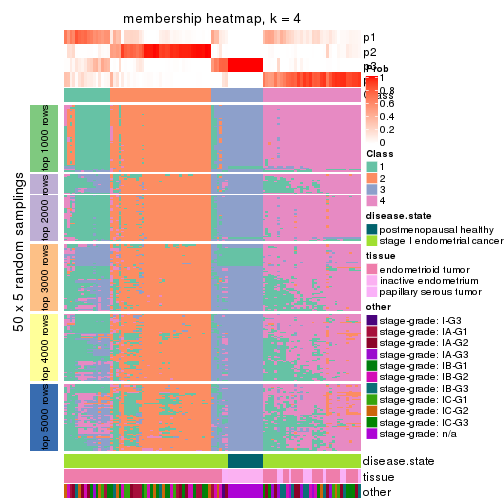 membership heatmap, k = 4
p1
p2
p3
Prob
1
0.8
0.6
0.4
0.2
0
Class
1
2
3
4
disease.state
postmenopausal healthy
stage I endometrial cancer
tissue
endometrioid tumor
inactive endometrium
papillary serous tumor
other
stage-grade: I-G3
stage-grade: IA-G1
stage-grade: IA-G2
stage-grade: IA-G3
stage-grade: IB-G1
stage-grade: IB-G2
stage-grade: IB-G3
stage-grade: IC-G1
stage-grade: IC-G2
stage-grade: IC-G3
stage-grade: n/a
50 x 5 random samplings
top 1000 rows
top 2000 rows
top 3000 rows
top 4000 rows
top 5000 rows
disease.state
tissue
other